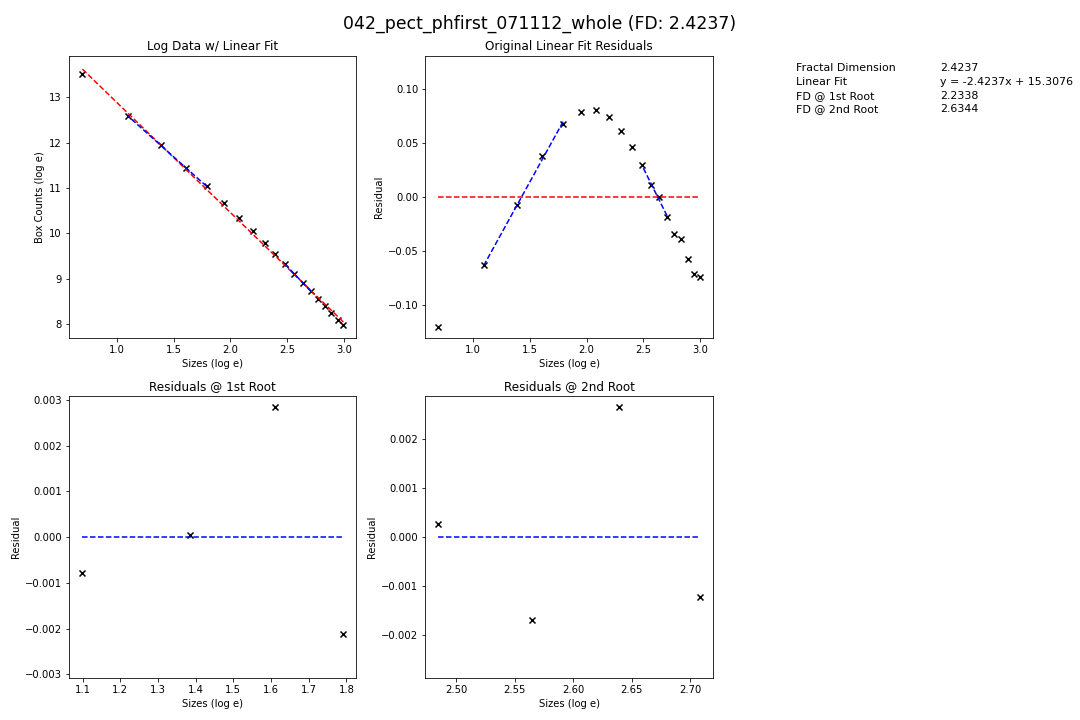 042_pect_phfirst_071112_whole (FD: 2.4237)
Log Data w/ Linear Fit
13
12
11
10
9
8
Box Counts (log e)
1.0 1.5 2.0 2.5 3.0
Sizes (log e)
Original Linear Fit Residuals
0.10
0.05
0.00
−0.05
−0.10
Residual
1.0 1.5 2.0 2.5 3.0
Sizes (log e)
Fractal Dimension 2.4237
Linear Fit y = -2.4237x + 15.3076
FD @ 1st Root 2.2338
FD @ 2nd Root 2.6344
Residuals @ 1st Root
0.003
0.002
0.001
0.000
−0.001
−0.002
−0.003
Residual
1.1 1.2 1.3 1.4 1.5 1.6 1.7 1.8
Sizes (log e)
Residuals @ 2nd Root
0.002
0.001
0.000
−0.001
−0.002
Residual
2.50 2.55 2.60 2.65 2.70
Sizes (log e)